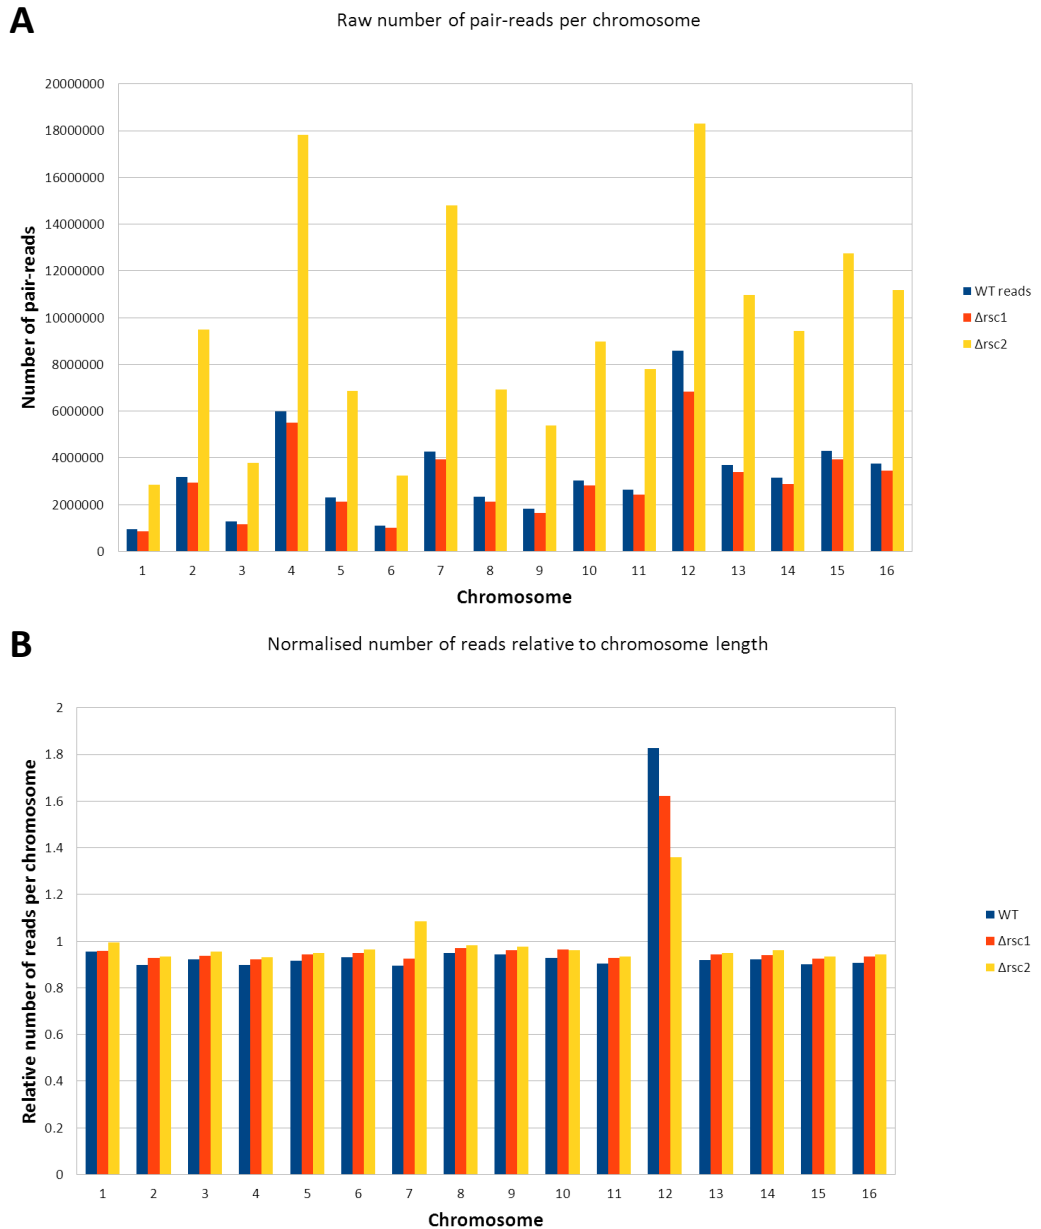 A
Raw number of pair-reads per chromosome
20000000
18000000
16000000
14000000
12000000
10000000
8000000
6000000
4000000
2000000
0
Number of pair-reads
1 2 3 4 5 6 7 8 9 10 11 12 13 14 15 16
Chromosome
WT reads
Δrsc1
Δrsc2
B
Normalised number of reads relative to chromosome length
2
1.8
1.6
1.4
1.2
1
0.8
0.6
0.4
0.2
0
Relative number of reads per chromosome
1 2 3 4 5 6 7 8 9 10 11 12 13 14 15 16
Chromosome
WT
Δrsc1
Δrsc2